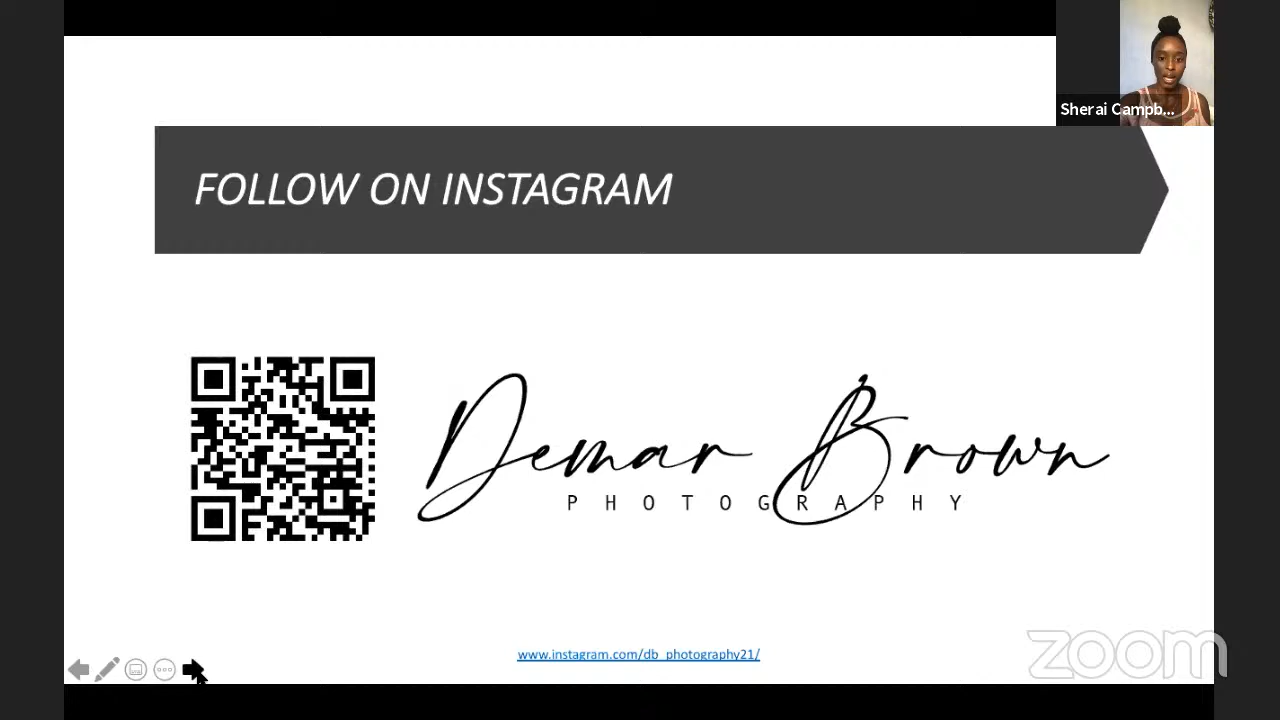 Sherai Campb...
FOLLOW ON INSTAGRAM
Demar Brown
PHOTOGRAPHY
www.instagram.com/db_photography21/
zoom